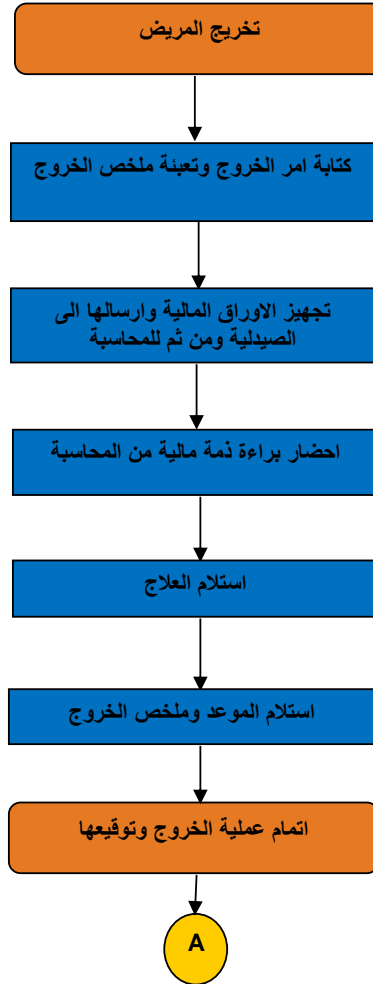 تخريج المريض
كتابة امر الخروج وتعبئة ملخص الخروج
تجهيز الاوراق المالية وارسالها الى
الصيدلية ومن ثم للمحاسبة
احضار براءة ذمة مالية من المحاسبة
استلام العلاج
استلام الموعد وملخص الخروج
اتمام عملية الخروج وتوقيعها
A